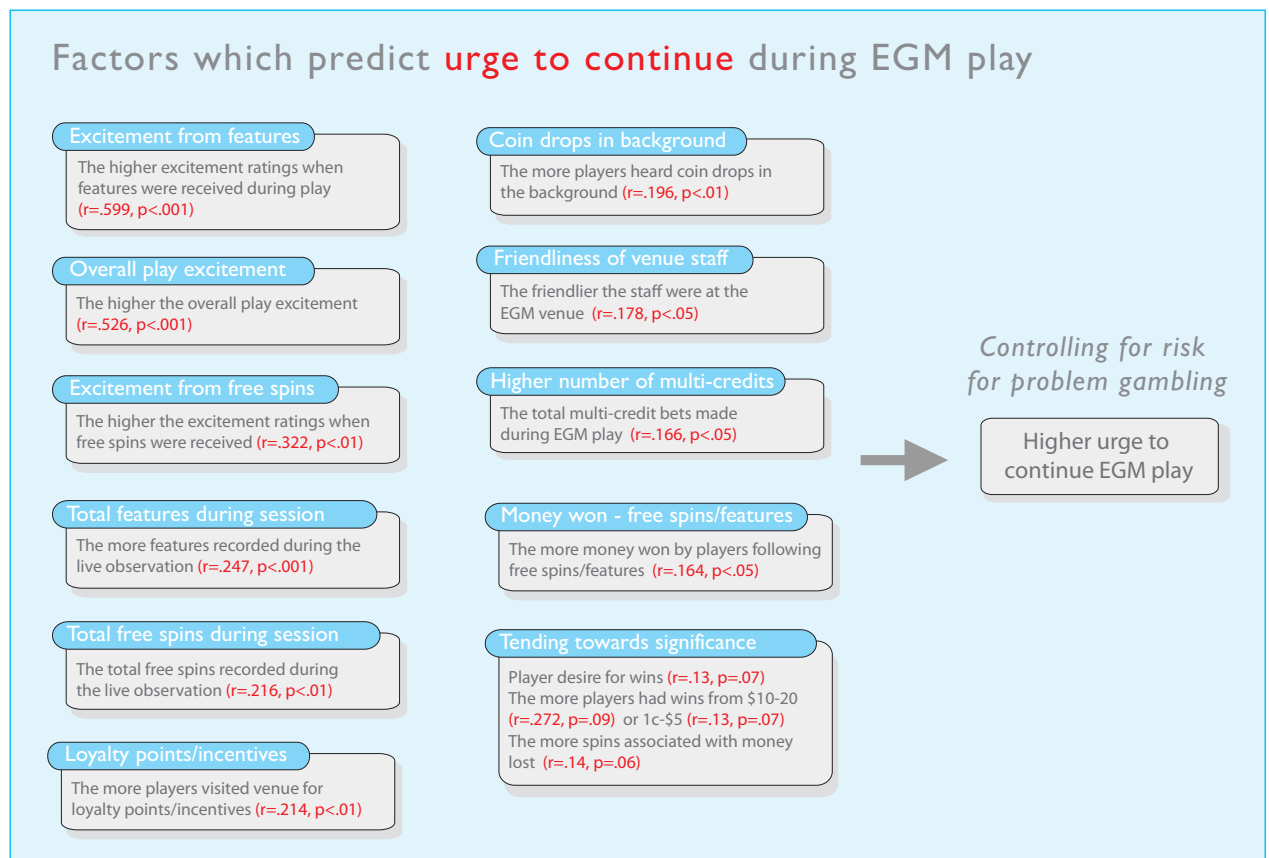 Factors which predict urge to continue during EGM play
Excitement from features
The higher excitement ratings when
features were received during play
(r=.599, p<.001)
Overall play excitement
The higher the overall play excitement
(r=.526, p<.001)
Excitement from free spins
The higher the excitement ratings when
free spins were received (r=.322, p<.01)
Total features during session
The more features recorded during the
live observation (r=.247, p<.001)
Total free spins during session
The total free spins recorded during
the live observation (r=.216, p<.01)
Loyalty points/incentives
The more players visited venue for
loyalty points/incentives (r=.214, p<.01)
Coin drops in background
The more players heard coin drops in
the background (r=.196, p<.01)
Friendliness of venue staff
The friendlier the staff were at the
EGM venue (r=.178, p<.05)
Higher number of multi-credits
The total multi-credit bets made
during EGM play (r=.166, p<.05)
Money won - free spins/features
The more money won by players following
free spins/features (r=.164, p<.05)
Tending towards significance
Player desire for wins (r=.13, p=.07)
The more players had wins from $10-20
(r=.272, p=.09) or 1c-$5 (r=.13, p=.07)
The more spins associated with money
lost (r=.14, p=.06)
Controlling for risk
for problem gambling
Higher urge to
continue EGM play